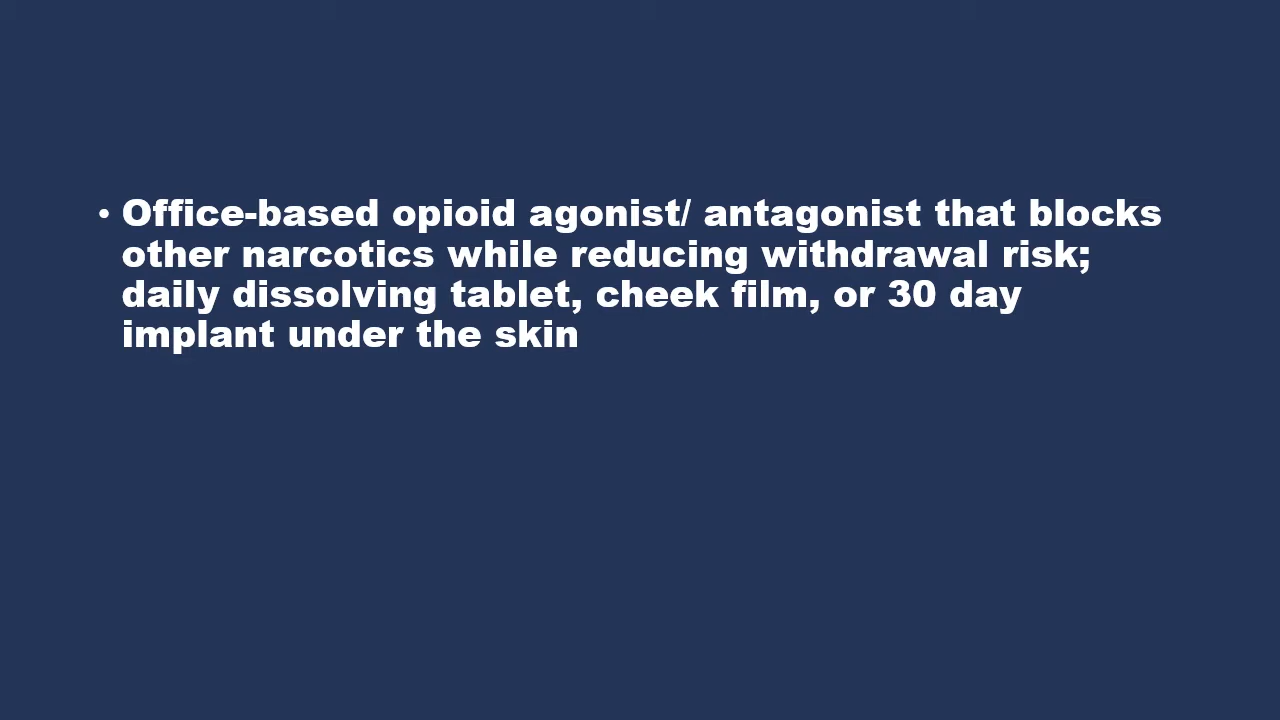 • Office-based opioid agonist/ antagonist that blocks
other narcotics while reducing withdrawal risk;
daily dissolving tablet, cheek film, or 30 day
implant under the skin